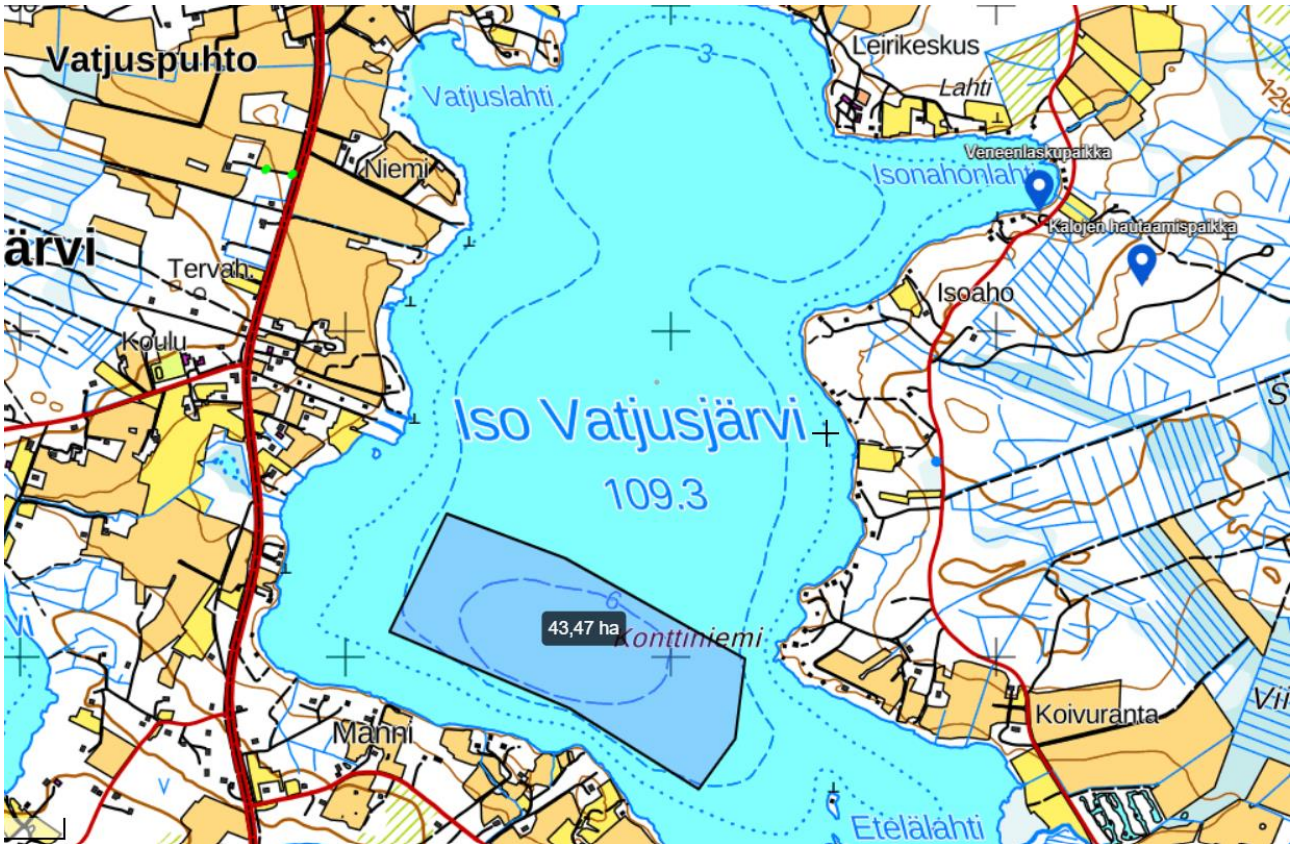 Vatjuspuhto
Leirikeskus
3
Vatjuslahti
Lahti
Veneenlaskupaikka
Niemi
Isonahonlahti
Kalojen hautaamispaikka
ärvi
Tervah.
Isoaho
Koulu
Iso Vatjusjärvi
109.3
6
43,47 ha
Konttiniemi
Koivuranta
Manni
Etelälahti